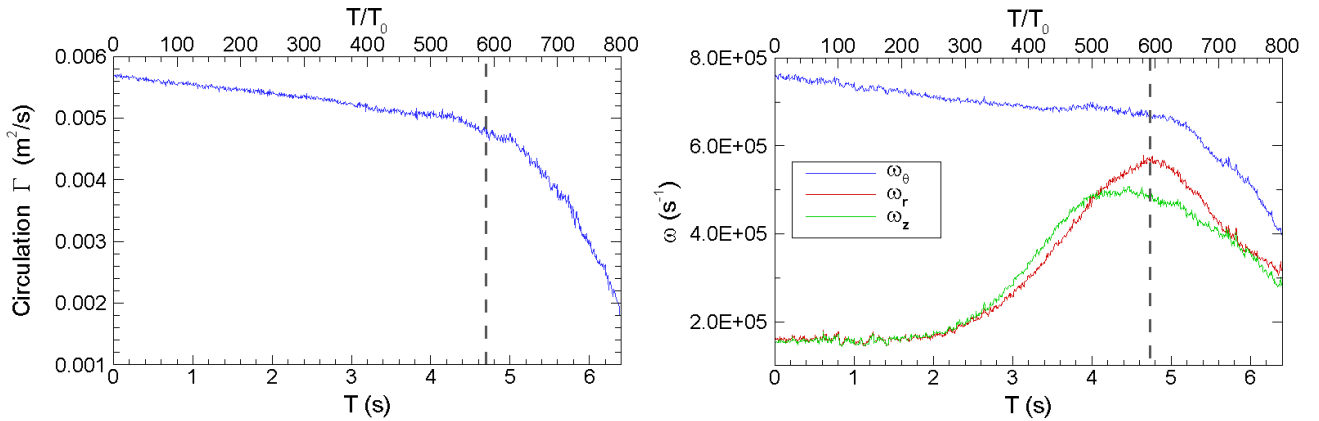 T/T₀
0 100 200 300 400 500 600 700 800
0.006
0.005
0.004
0.003
0.002
0.001
Circulation Γ (m²/s)
0 1 2 3 4 5 6
T (s)
T/T₀
0 100 200 300 400 500 600 700 800
8.0E+05
6.0E+05
4.0E+05
2.0E+05
ω (s⁻¹)
ω_θ
ω_r
ω_z
0 1 2 3 4 5 6
T (s)